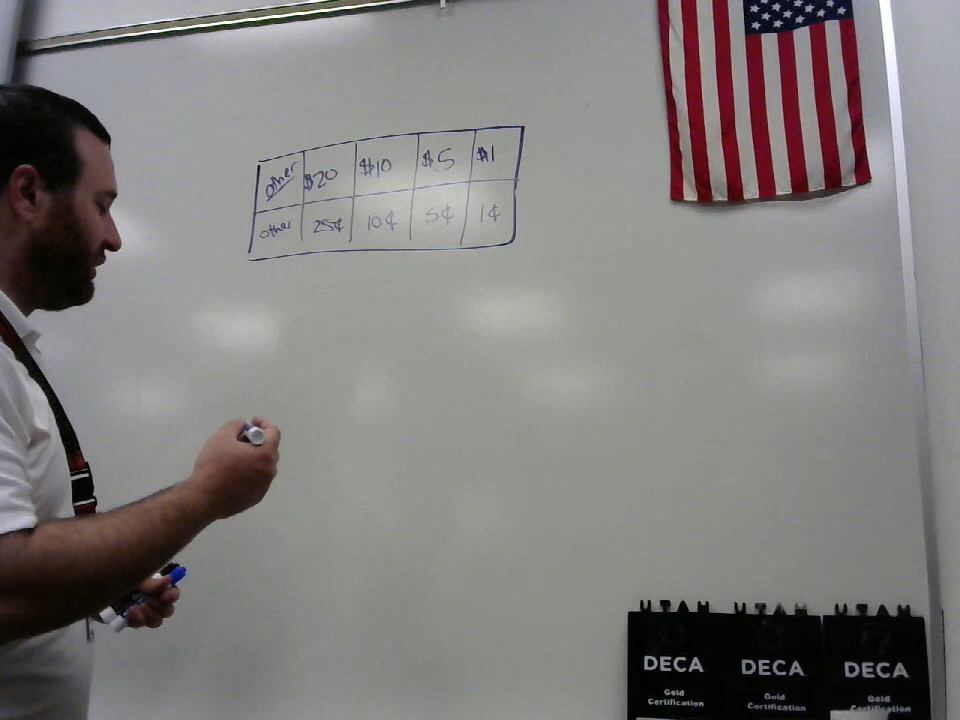 other $20 $10 $5 $1
other 25¢ 10¢ 5¢ 1¢
UTAH UTAH UTAH
DECA DECA DECA
Gold Gold Gold
Certification Certification Certification